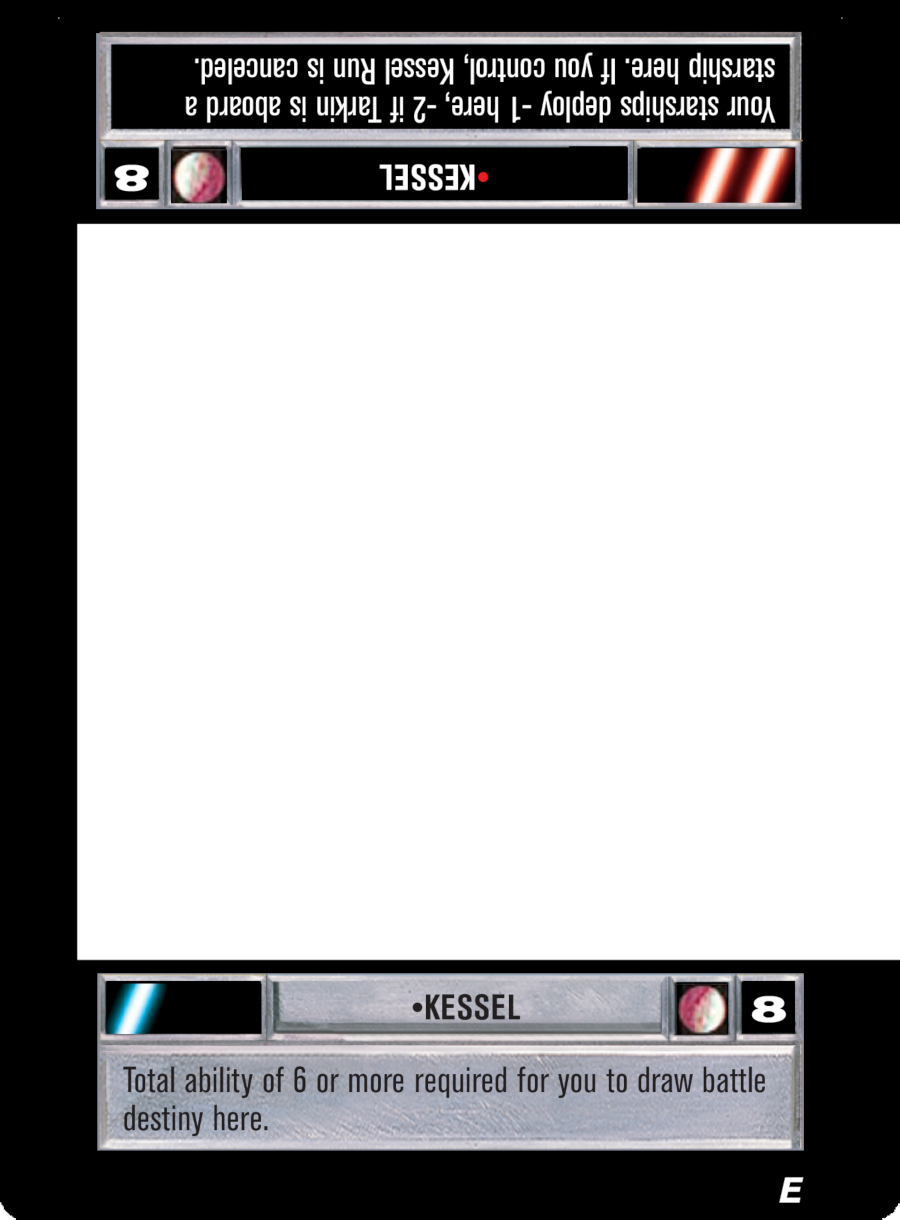 Your starships deploy -1 here, -2 if Tarkin is aboard a
starship here. If you control, Kessel Run is canceled.
•KESSEL
8
•KESSEL
8
Total ability of 6 or more required for you to draw battle
destiny here.
E